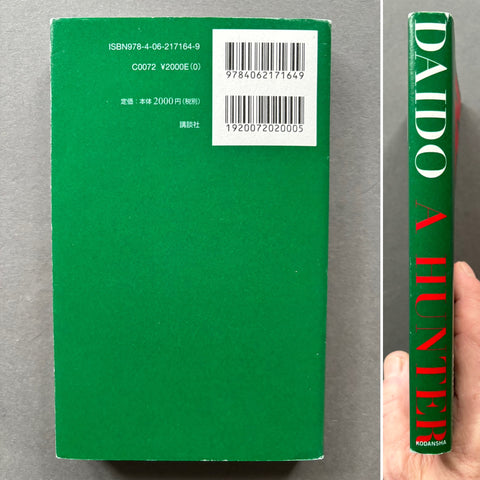 ISBN978-4-06-217164-9
C0072 ¥2000E(0)
定価：本体2000円（税別）
講談社
9784062171649
1920072020005
DAIDO A HUNTER
KODANSHA